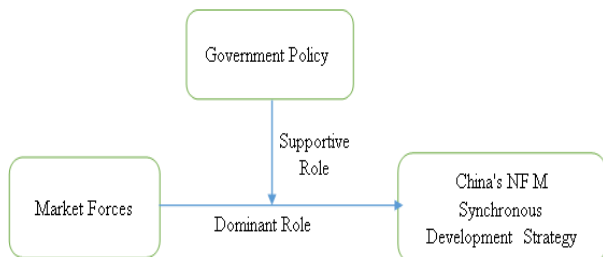 Government Policy
Supportive
Role
Market Forces
Dominant Role
China's NF M
Synchronous
Development Strategy